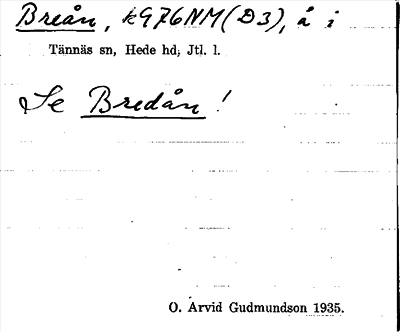 Breån, k976NM(D3), å i
Tännäs sn, Hede hd, Jtl. l.
Se Bredån!
O. Arvid Gudmundson 1935.